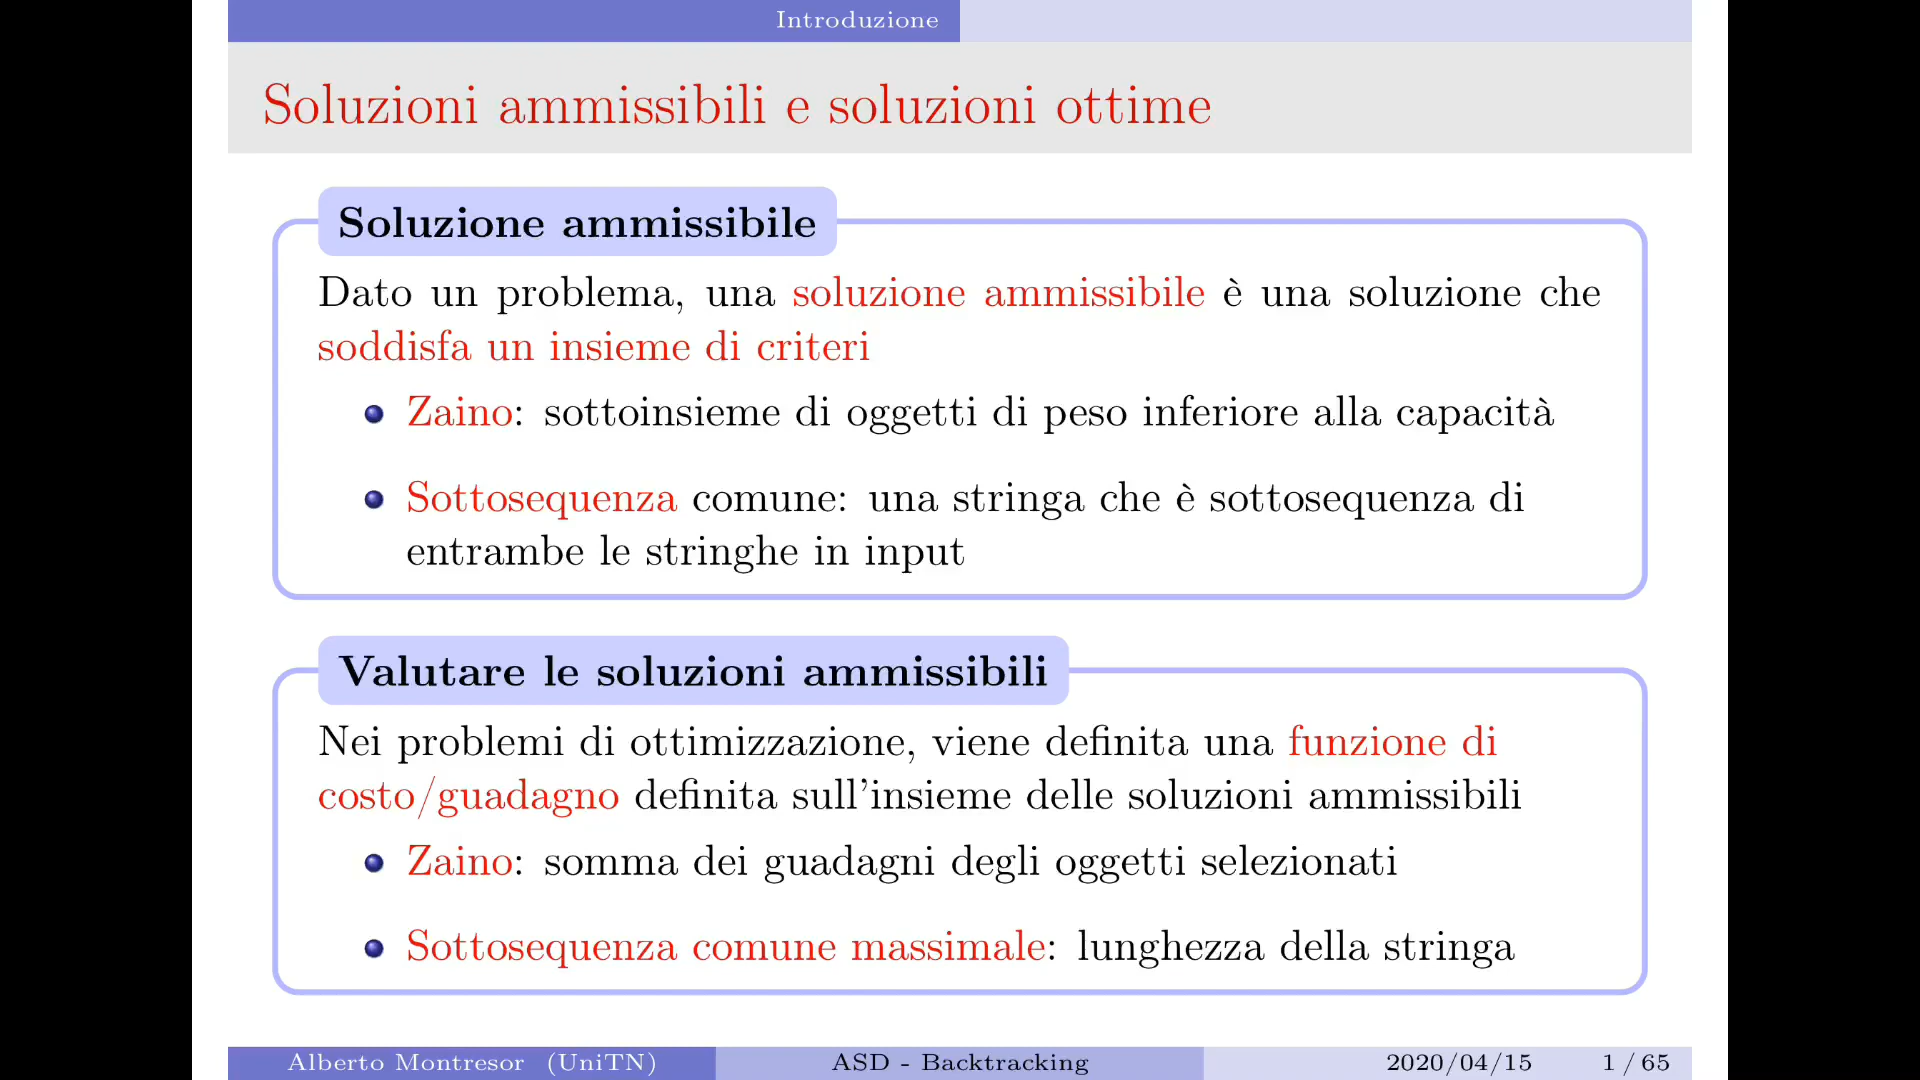 Introduzione
Soluzioni ammissibili e soluzioni ottime
Soluzione ammissibile
Dato un problema, una soluzione ammissibile è una soluzione che
soddisfa un insieme di criteri
Zaino: sottoinsieme di oggetti di peso inferiore alla capacità
Sottosequenza comune: una stringa che è sottosequenza di
entrambe le stringhe in input
Valutare le soluzioni ammissibili
Nei problemi di ottimizzazione, viene definita una funzione di
costo/guadagno definita sull'insieme delle soluzioni ammissibili
Zaino: somma dei guadagni degli oggetti selezionati
Sottosequenza comune massimale: lunghezza della stringa
Alberto Montresor (UniTN) ASD - Backtracking 2020/04/15 1 / 65